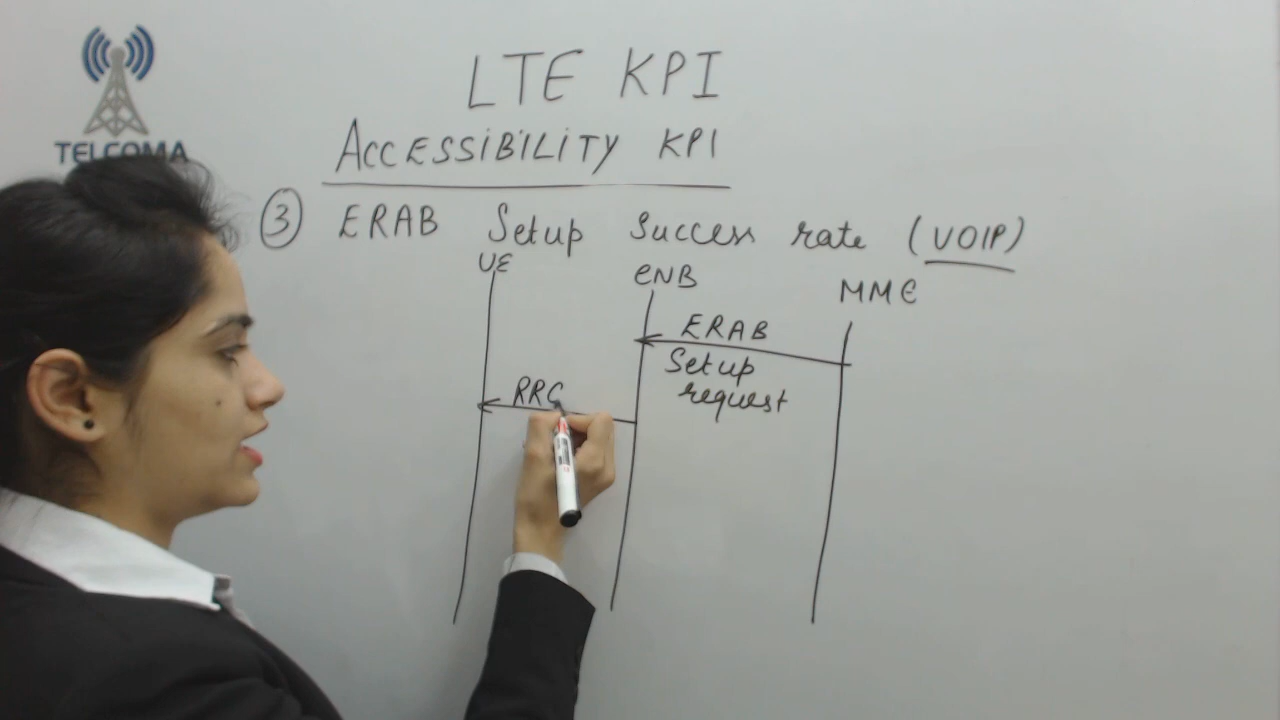 TELCOMA
LTE KPI
ACCESSiBiLiTY KPI
③ ERAB Setup Success rate (VOIP)
UE
eNB
MME
ERAB
Setup
request
RRC